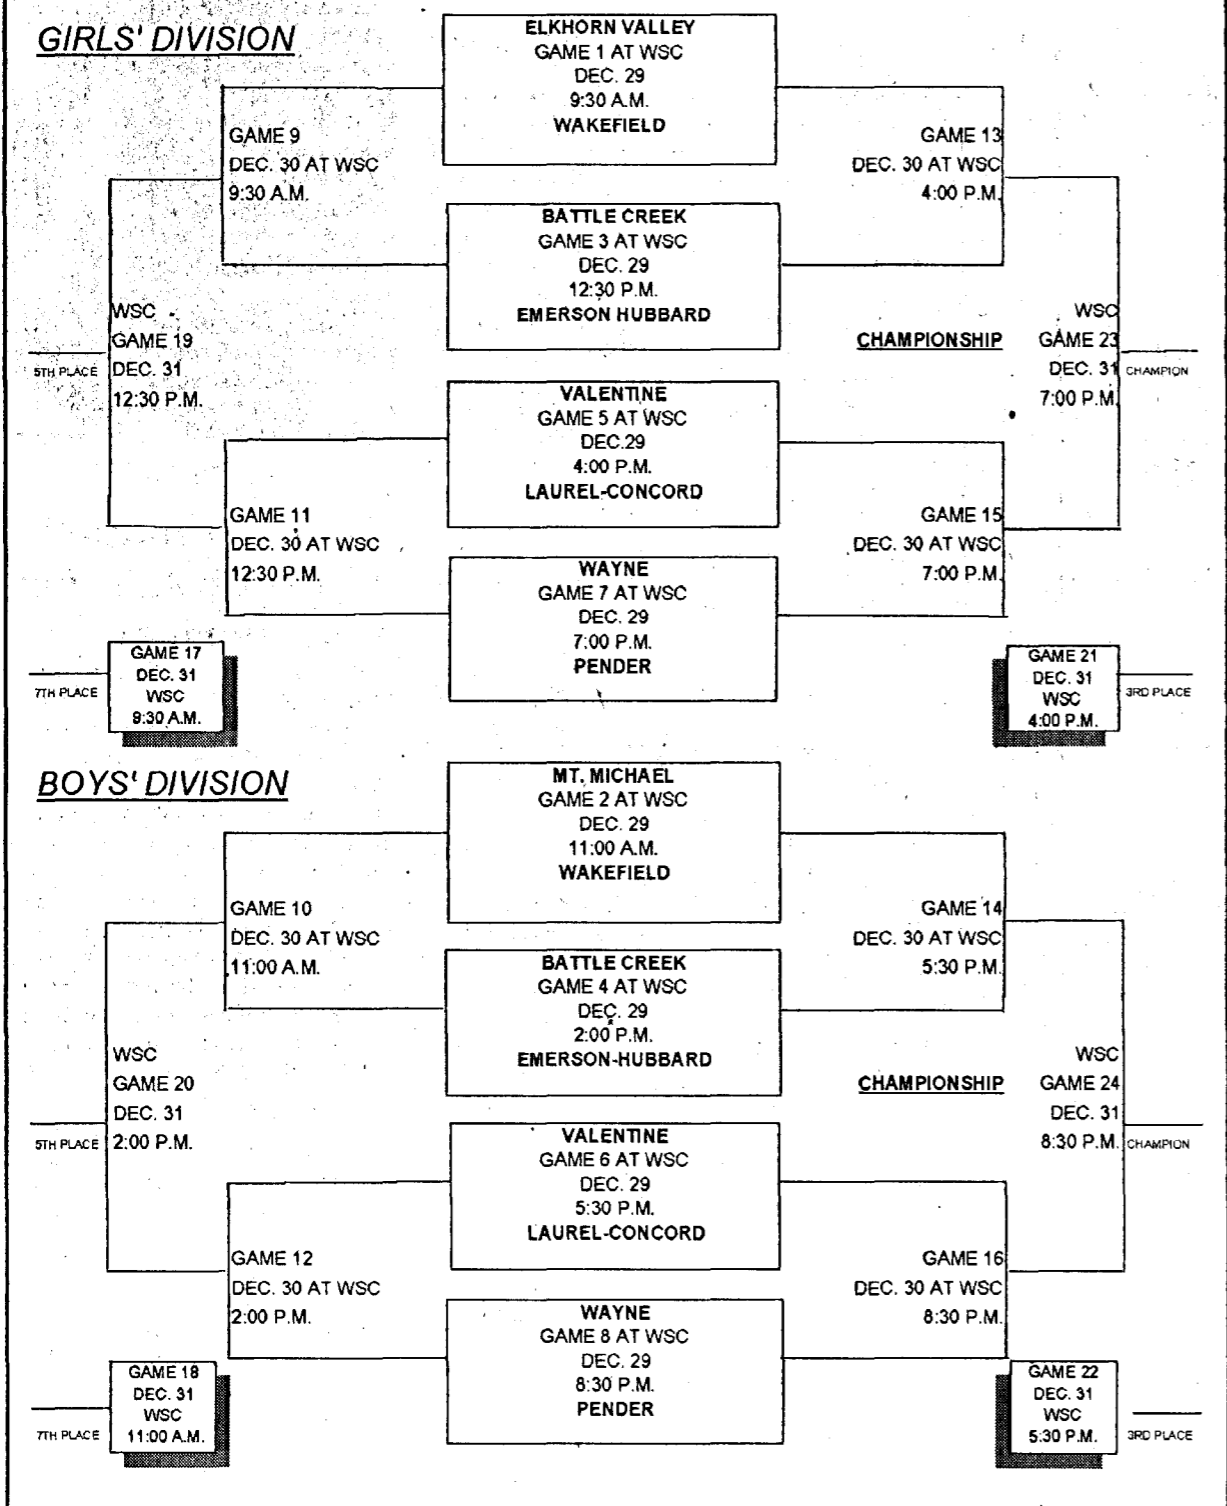 GIRLS' DIVISION
ELKHORN VALLEY
GAME 1 AT WSC
DEC. 29
9:30 A.M.
WAKEFIELD
GAME 9
DEC. 30 AT WSC
9:30 A.M.
GAME 13
DEC. 30 AT WSC
4:00 P.M.
BATTLE CREEK
GAME 3 AT WSC
DEC. 29
12:30 P.M.
EMERSON HUBBARD
WSC
GAME 19
DEC. 31
12:30 P.M.
5TH PLACE
CHAMPIONSHIP
WSC
GAME 23
DEC. 31
7:00 P.M.
CHAMPION
VALENTINE
GAME 5 AT WSC
DEC.29
4:00 P.M.
LAUREL-CONCORD
GAME 11
DEC. 30 AT WSC
12:30 P.M.
GAME 15
DEC. 30 AT WSC
7:00 P.M.
WAYNE
GAME 7 AT WSC
DEC. 29
7:00 P.M.
PENDER
GAME 17
DEC. 31
WSC
9:30 A.M.
7TH PLACE
GAME 21
DEC. 31
WSC
4:00 P.M.
3RD PLACE
BOYS' DIVISION
MT. MICHAEL
GAME 2 AT WSC
DEC. 29
11:00 A.M.
WAKEFIELD
GAME 10
DEC. 30 AT WSC
11:00 A.M.
GAME 14
DEC. 30 AT WSC
5:30 P.M.
BATTLE CREEK
GAME 4 AT WSC
DEC. 29
2:00 P.M.
EMERSON-HUBBARD
WSC
GAME 20
DEC. 31
2:00 P.M.
5TH PLACE
CHAMPIONSHIP
WSC
GAME 24
DEC. 31
8:30 P.M.
CHAMPION
VALENTINE
GAME 6 AT WSC
DEC. 29
5:30 P.M.
LAUREL-CONCORD
GAME 12
DEC. 30 AT WSC
2:00 P.M.
GAME 16
DEC. 30 AT WSC
8:30 P.M.
WAYNE
GAME 8 AT WSC
DEC. 29
8:30 P.M.
PENDER
GAME 18
DEC. 31
WSC
11:00 A.M.
7TH PLACE
GAME 22
DEC. 31
WSC
5:30 P.M.
3RD PLACE